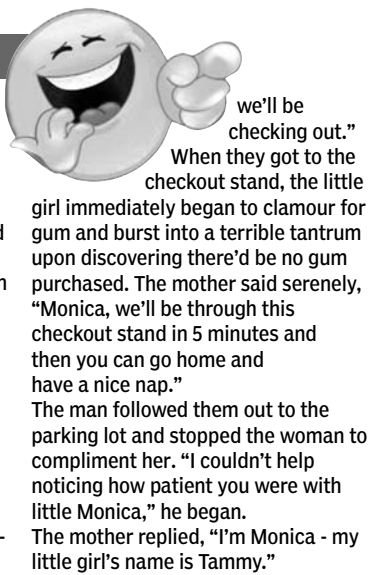 we'll be
checking out.”
When they got to the
checkout stand, the little
girl immediately began to clamour for
gum and burst into a terrible tantrum
upon discovering there'd be no gum
purchased. The mother said serenely,
“Monica, we'll be through this
checkout stand in 5 minutes and
then you can go home and
have a nice nap.”
The man followed them out to the
parking lot and stopped the woman to
compliment her. “I couldn't help
noticing how patient you were with
little Monica,” he began.
The mother replied, “I'm Monica - my
little girl's name is Tammy.”